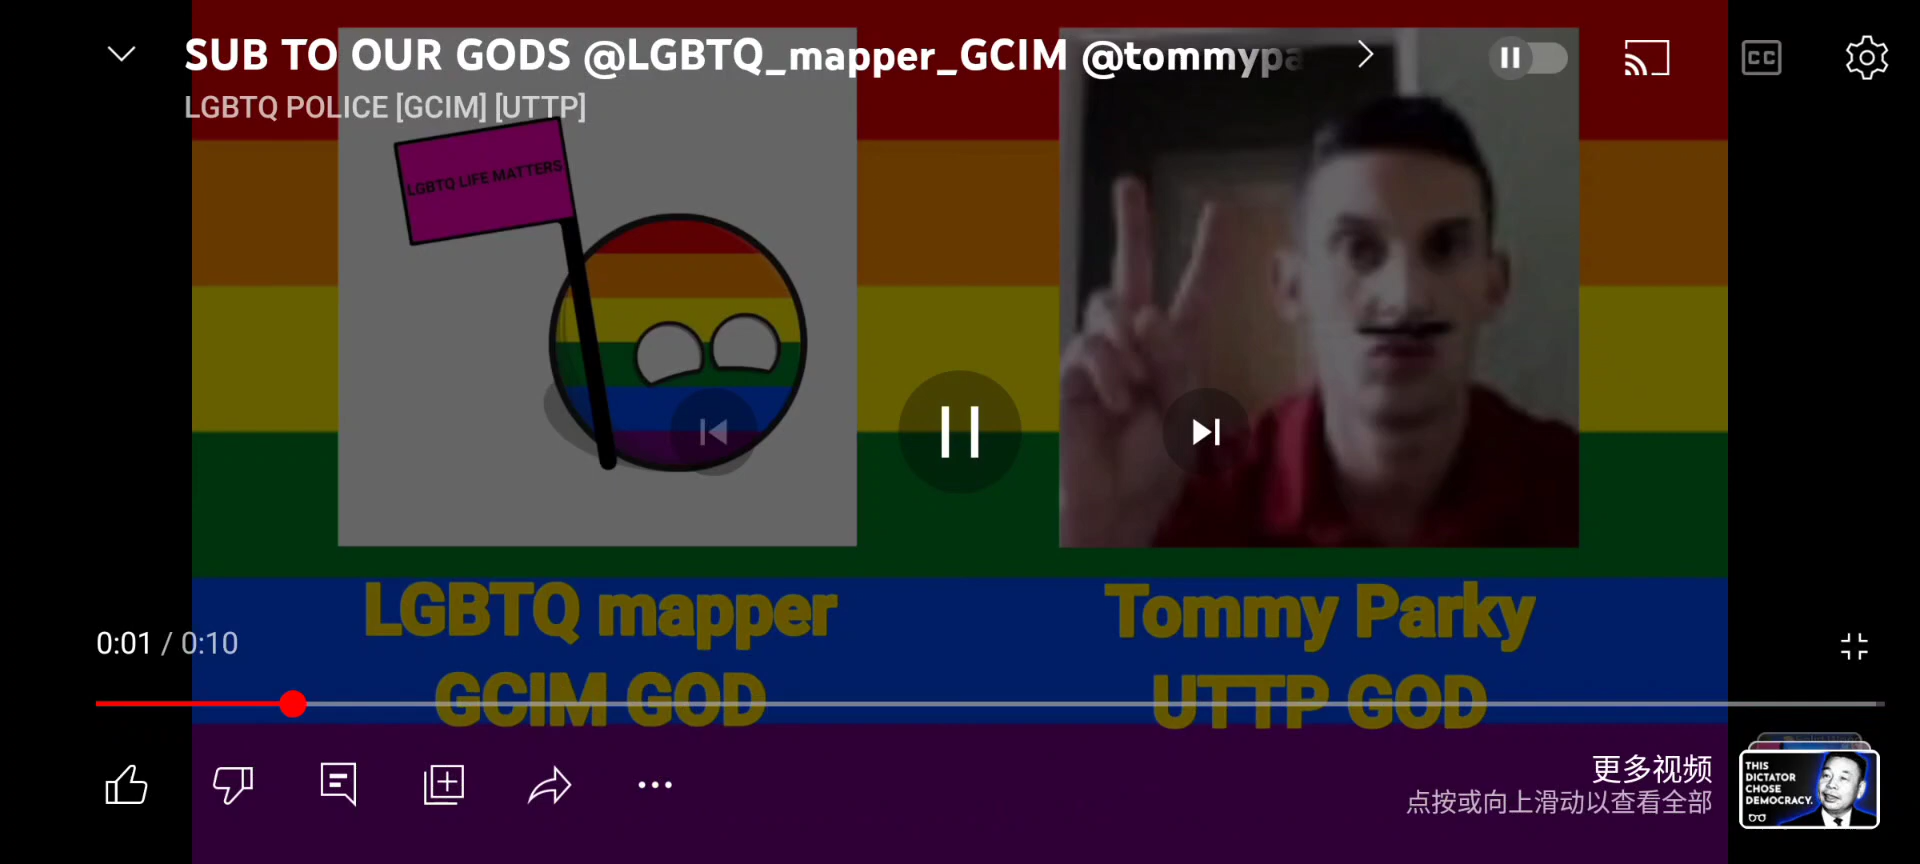 SUB TO OUR GODS @LGBTQ_mapper_GCIM @tommypa
LGBTQ POLICE [GCIM] [UTTP]
CC
LGBTQ LIFE MATTERS
LGBTQ mapper
GCIM GOD
Tommy Parky
UTTP GOD
0:01 / 0:10
更多视频
点按或向上滑动以查看全部
THIS
DICTATOR
CHOSE
DEMOCRACY.